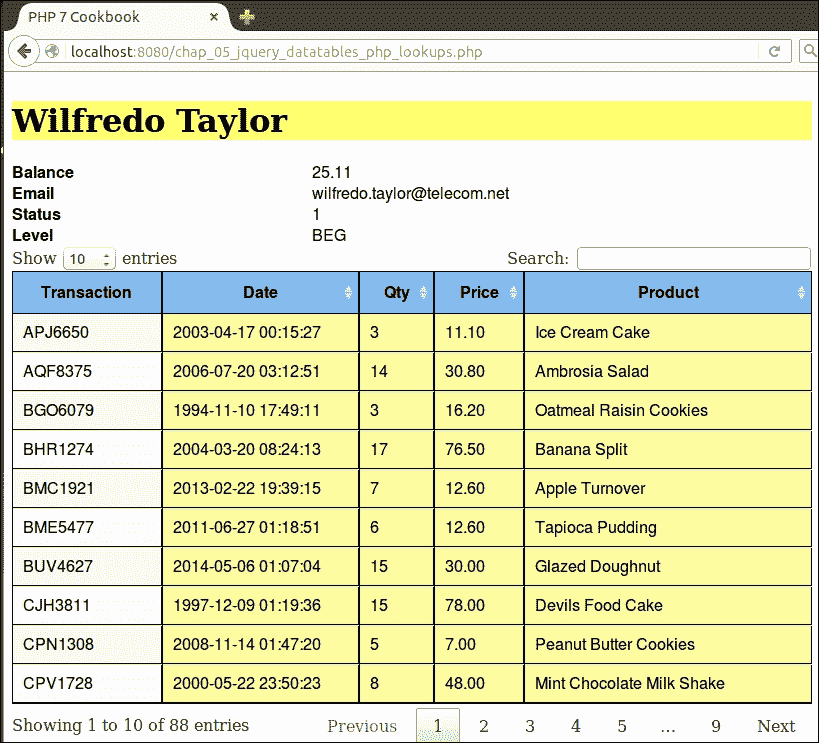 PHP 7 Cookbook
localhost:8080/chap_05_jquery_datatables_php_lookups.php
Wilfredo Taylor
Balance 25.11
Email wilfredo.taylor@telecom.net
Status 1
Level BEG
Show 10 entries Search:
Transaction Date Qty Price Product
APJ6650 2003-04-17 00:15:27 3 11.10 Ice Cream Cake
AQF8375 2006-07-20 03:12:51 14 30.80 Ambrosia Salad
BGO6079 1994-11-10 17:49:11 3 16.20 Oatmeal Raisin Cookies
BHR1274 2004-03-20 08:24:13 17 76.50 Banana Split
BMC1921 2013-02-22 19:39:15 7 12.60 Apple Turnover
BME5477 2011-06-27 01:18:51 6 12.60 Tapioca Pudding
BUV4627 2014-05-06 01:07:04 15 30.00 Glazed Doughnut
CJH3811 1997-12-09 01:19:36 15 78.00 Devils Food Cake
CPN1308 2008-11-14 01:47:20 5 7.00 Peanut Butter Cookies
CPV1728 2000-05-22 23:50:23 8 48.00 Mint Chocolate Milk Shake
Showing 1 to 10 of 88 entries Previous 1 2 3 4 5 ... 9 Next